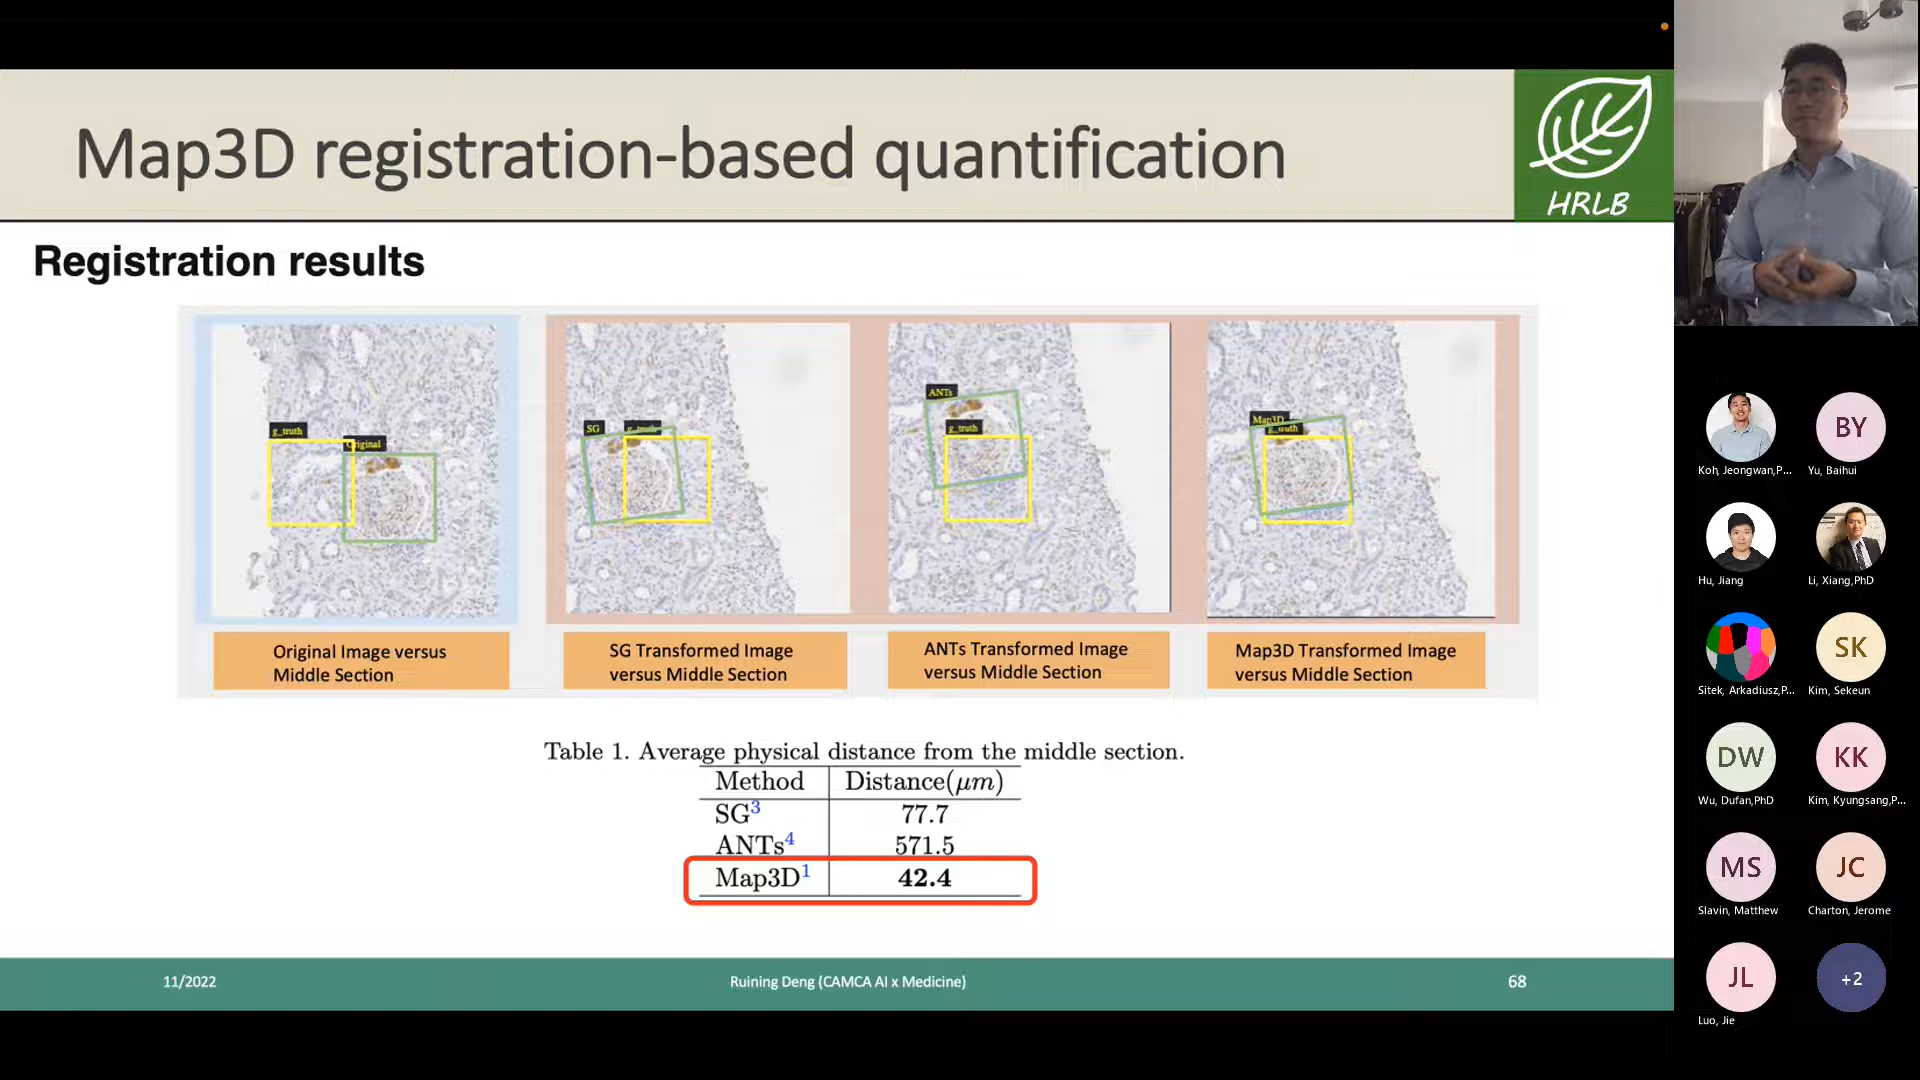 Map3D registration-based quantification
HRLB
Registration results
g_truth
Original
SG
g_truth
ANTs
g_truth
Map3D
g_truth
Original Image versus
Middle Section
SG Transformed Image
versus Middle Section
ANTs Transformed Image
versus Middle Section
Map3D Transformed Image
versus Middle Section
Table 1. Average physical distance from the middle section.
Method Distance(μm)
SG3 77.7
ANTs4 571.5
Map3D1 42.4
11/2022 Ruining Deng (CAMCA AI x Medicine) 68
BY
Koh, Jeongwan,P... Yu, Baihui
Hu, Jiang Li, Xiang,PhD
SK
Sitek, Arkadiusz,P... Kim, Sekeun
DW KK
Wu, Dufan,PhD Kim, Kyungsang,P...
MS JC
Slavin, Matthew Charton, Jerome
JL +2
Luo, Jie